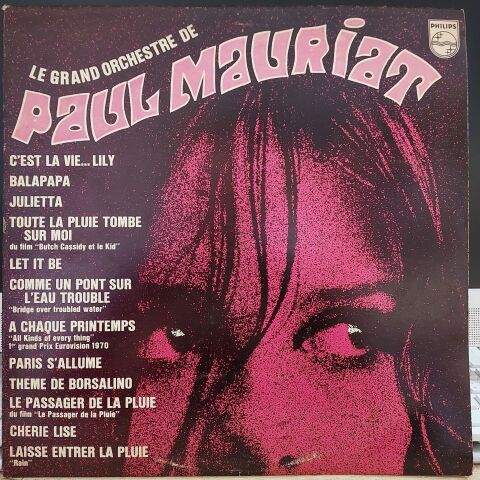 PHILIPS
LE GRAND ORCHESTRE DE
PAUL MAURIAT
C'EST LA VIE... LILY
BALAPAPA
JULIETTA
TOUTE LA PLUIE TOMBE
SUR MOI
du film "Butch Cassidy et le Kid"
LET IT BE
COMME UN PONT SUR
L'EAU TROUBLE
"Bridge over troubled water"
A CHAQUE PRINTEMPS
"All Kinds of every thing"
1er grand Prix Eurovision 1970
PARIS S'ALLUME
THEME DE BORSALINO
LE PASSAGER DE LA PLUIE
du film "Le Passager de la Pluie"
CHERIE LISE
LAISSE ENTRER LA PLUIE
"Rain"